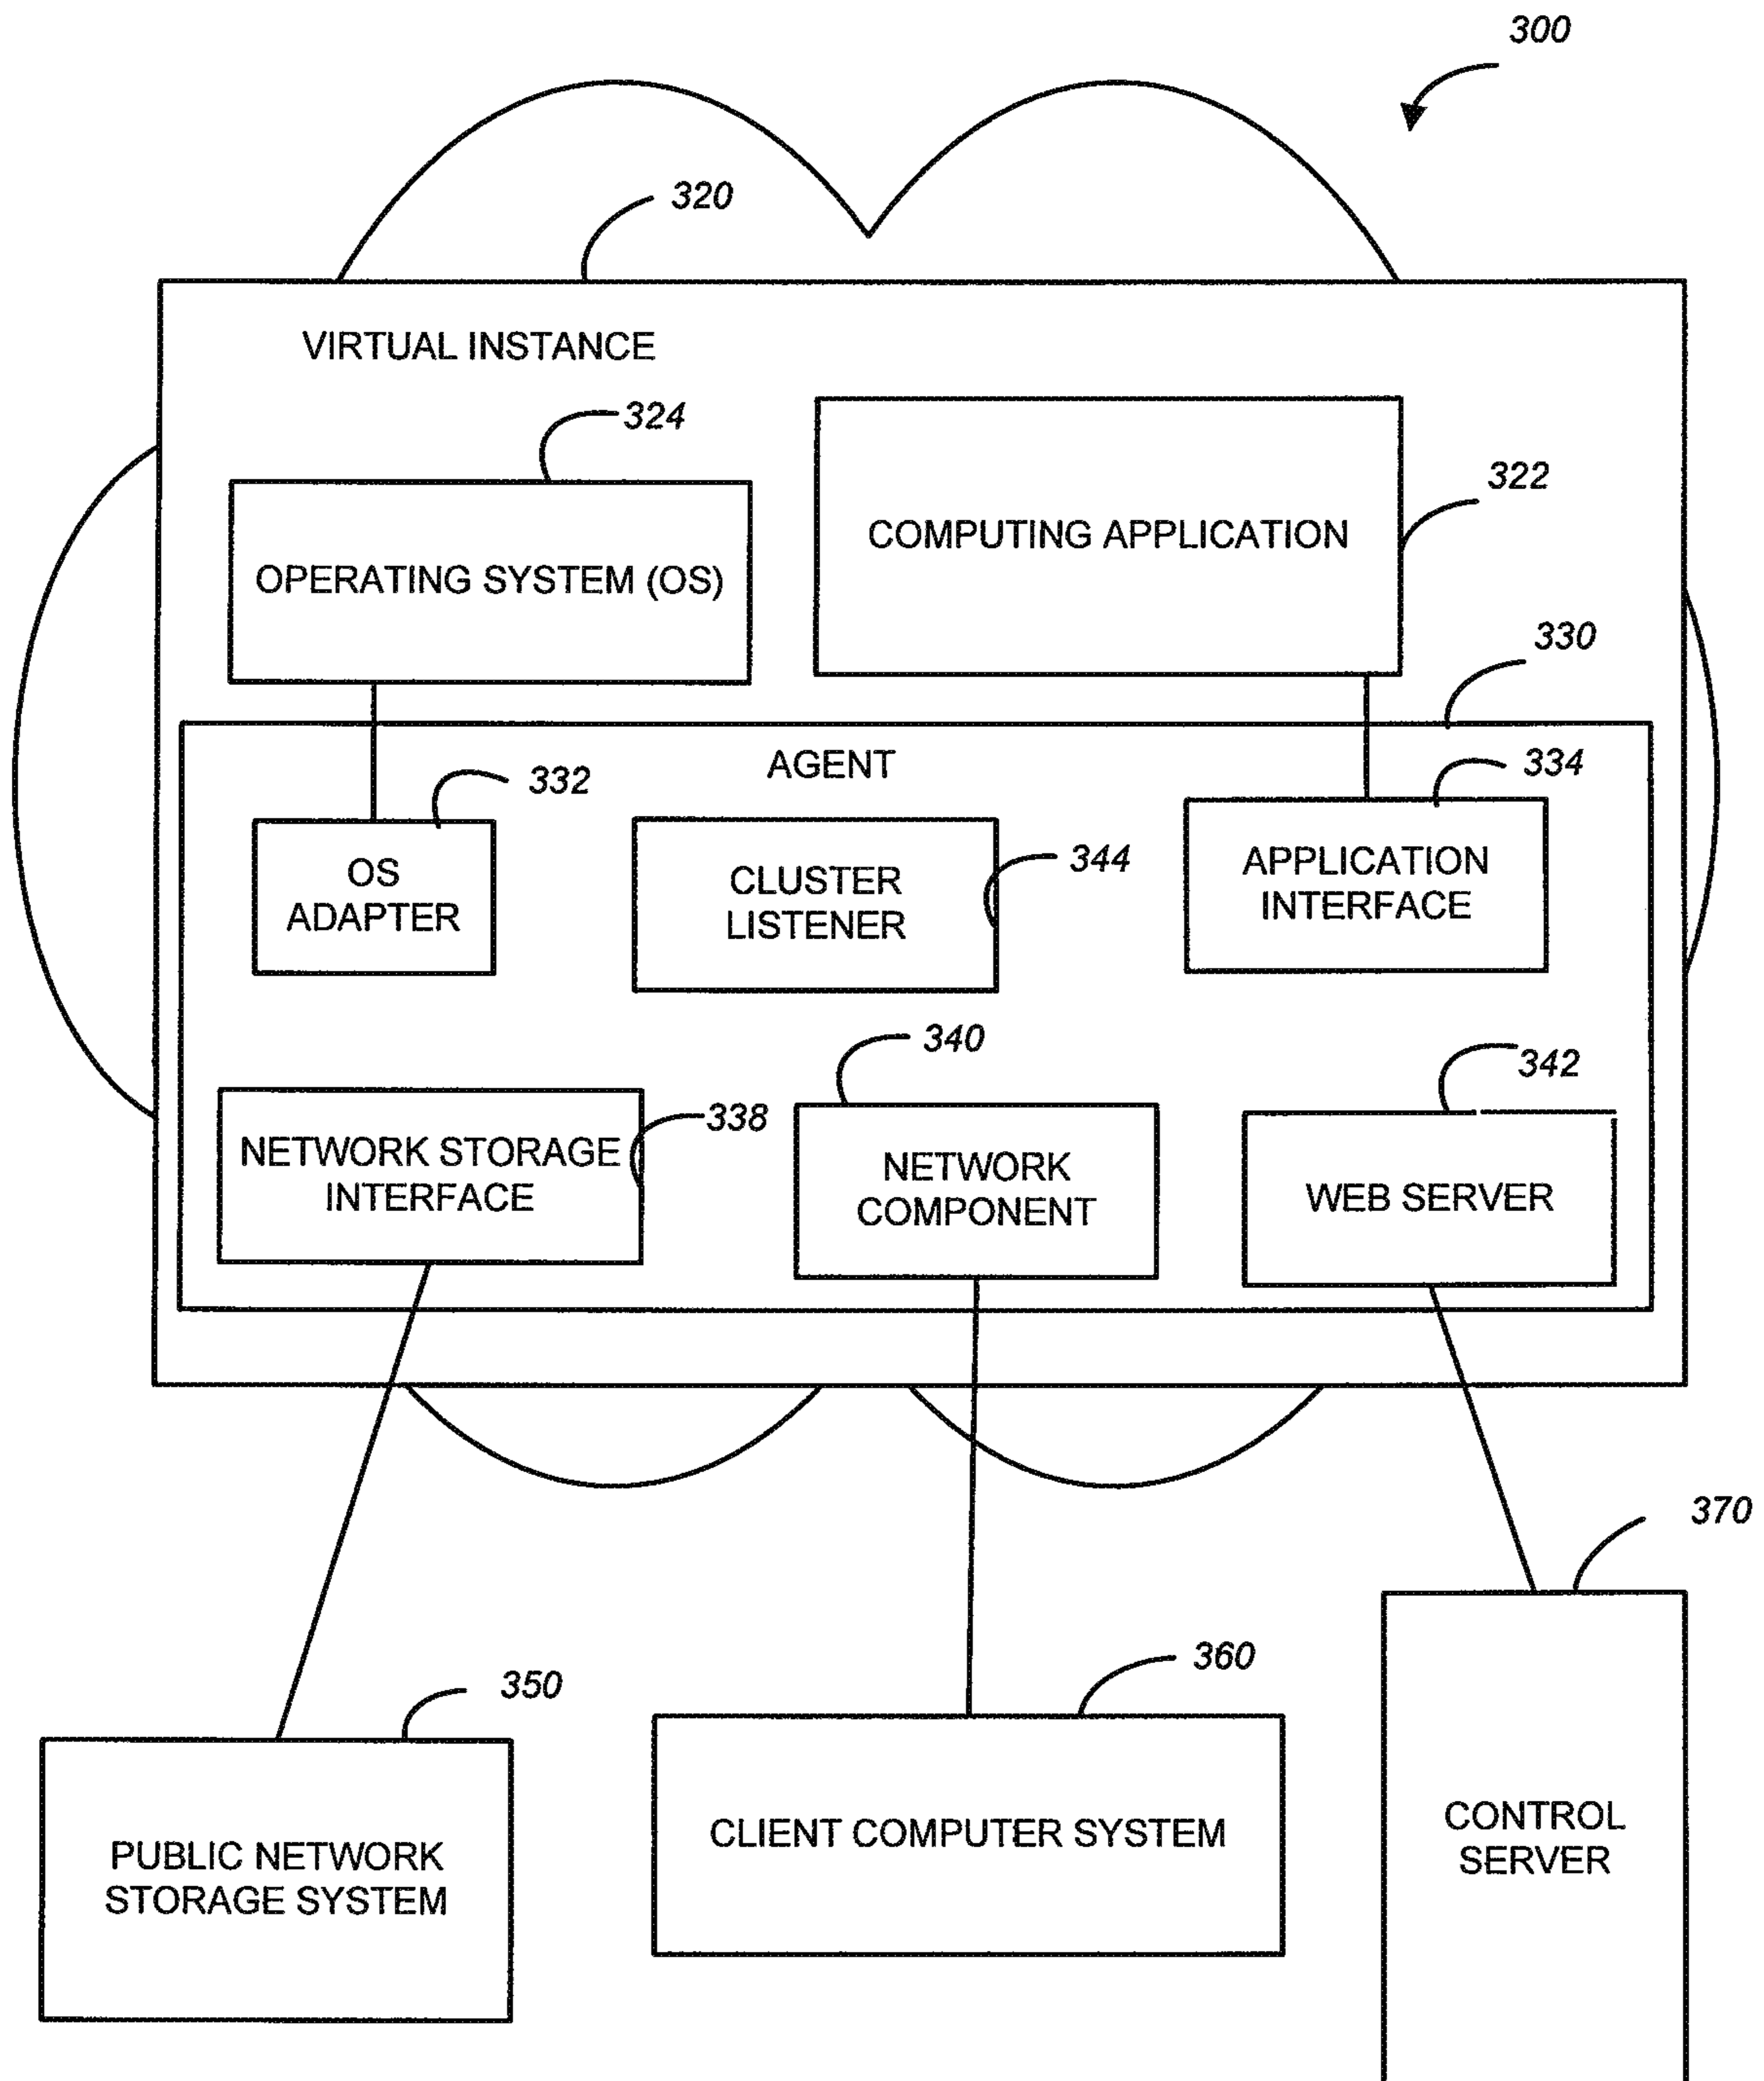 300
320
VIRTUAL INSTANCE
324
322
COMPUTING APPLICATION
OPERATING SYSTEM (OS)
330
AGENT
334
332
344
OS
ADAPTER
CLUSTER
LISTENER
APPLICATION
INTERFACE
340
342
338
NETWORK STORAGE
INTERFACE
NETWORK
COMPONENT
WEB SERVER
370
360
350
PUBLIC NETWORK
STORAGE SYSTEM
CLIENT COMPUTER SYSTEM
CONTROL
SERVER